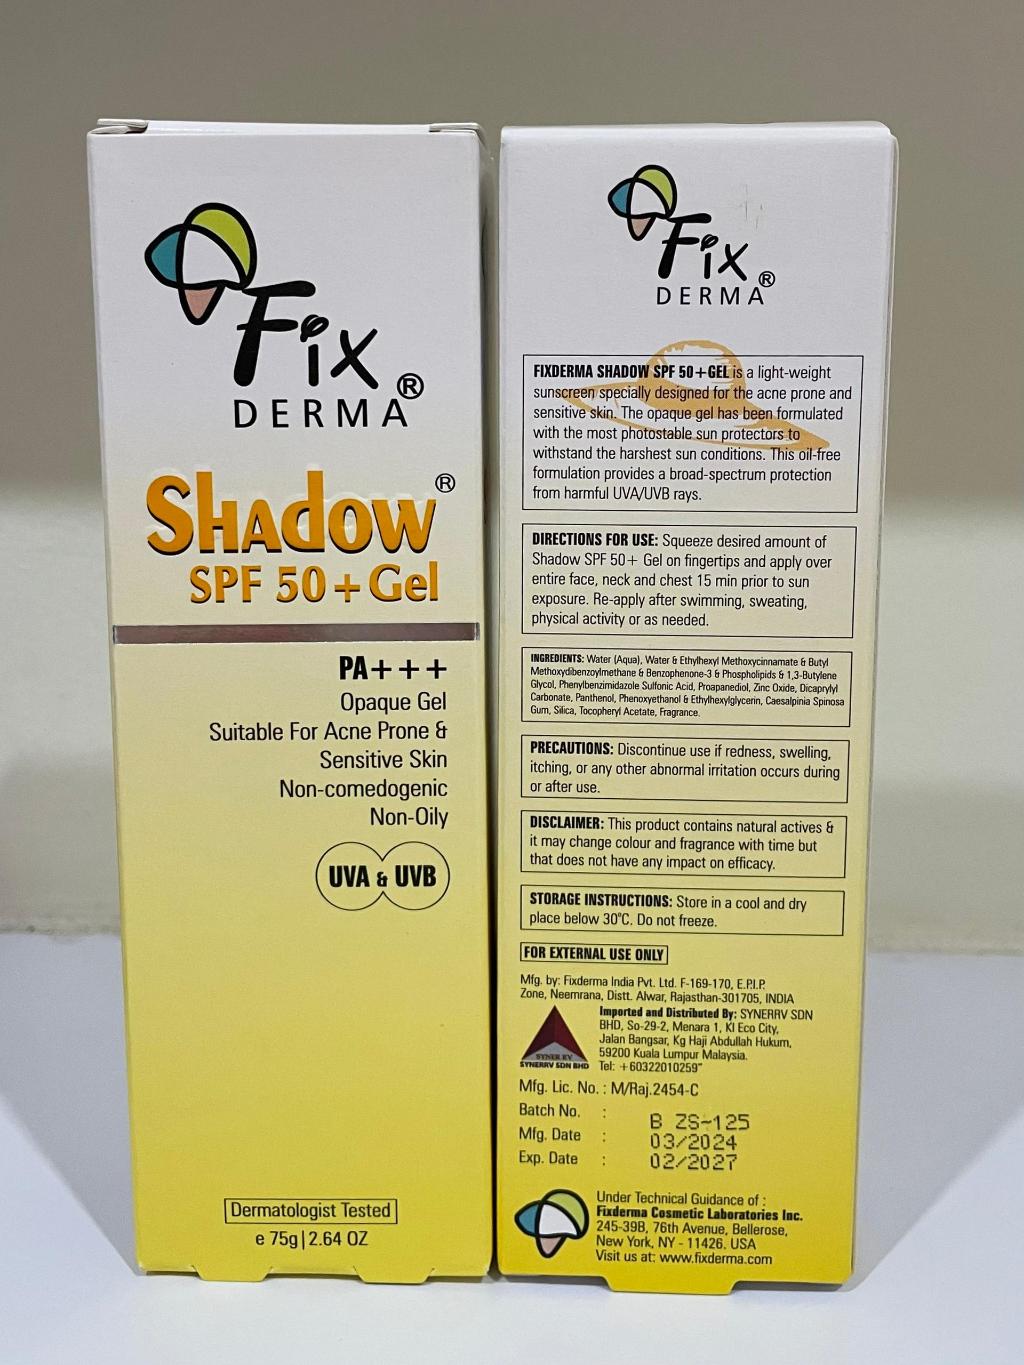 Fix
DERMA®
Shadow®
SPF 50+Gel
PA+++
Opaque Gel
Suitable For Acne Prone &
Sensitive Skin
Non-comedogenic
Non-Oily
UVA & UVB
Dermatologist Tested
e 75g|2.64 OZ
Fix
DERMA®
FIXDERMA SHADOW SPF 50+GEL is a light-weight
sunscreen specially designed for the acne prone and
sensitive skin. The opaque gel has been formulated
with the most photostable sun protectors to
withstand the harshest sun conditions. This oil-free
formulation provides a broad-spectrum protection
from harmful UVA/UVB rays.
DIRECTIONS FOR USE: Squeeze desired amount of
Shadow SPF 50+ Gel on fingertips and apply over
entire face, neck and chest 15 min prior to sun
exposure. Re-apply after swimming, sweating,
physical activity or as needed.
INGREDIENTS: Water (Aqua), Water & Ethylhexyl Methoxycinnamate & Butyl
Methoxydibenzoylmethane & Benzophenone-3 & Phospholipids & 1,3-Butylene
Glycol, Phenylbenzimidazole Sulfonic Acid, Proapanediol, Zinc Oxide, Dicaprylyl
Carbonate, Panthenol, Phenoxyethanol & Ethylhexylglycerin, Caesalpinia Spinosa
Gum, Silica, Tocopheryl Acetate, Fragrance.
PRECAUTIONS: Discontinue use if redness, swelling,
itching, or any other abnormal irritation occurs during
or after use.
DISCLAIMER: This product contains natural actives &
it may change colour and fragrance with time but
that does not have any impact on efficacy.
STORAGE INSTRUCTIONS: Store in a cool and dry
place below 30°C. Do not freeze.
FOR EXTERNAL USE ONLY
Mfg. by: Fixderma India Pvt. Ltd. F-169-170, E.P.I.P.
Zone, Neemrana, Distt. Alwar, Rajasthan-301705, INDIA
Imported and Distributed By: SYNERRV SDN
BHD, So-29-2, Menara 1, Kl Eco City,
Jalan Bangsar, Kg Haji Abdullah Hukum,
59200 Kuala Lumpur Malaysia.
Tel: +60322010259"
SYNER RV
SYNERRV SDN BHD
Mfg. Lic. No. : M/Raj.2454-C
Batch No. : B ZS-125
Mfg. Date : 03/2024
Exp. Date : 02/2027
Under Technical Guidance of :
Fixderma Cosmetic Laboratories Inc.
245-39B, 76th Avenue, Bellerose,
New York, NY - 11426. USA
Visit us at: www.fixderma.com